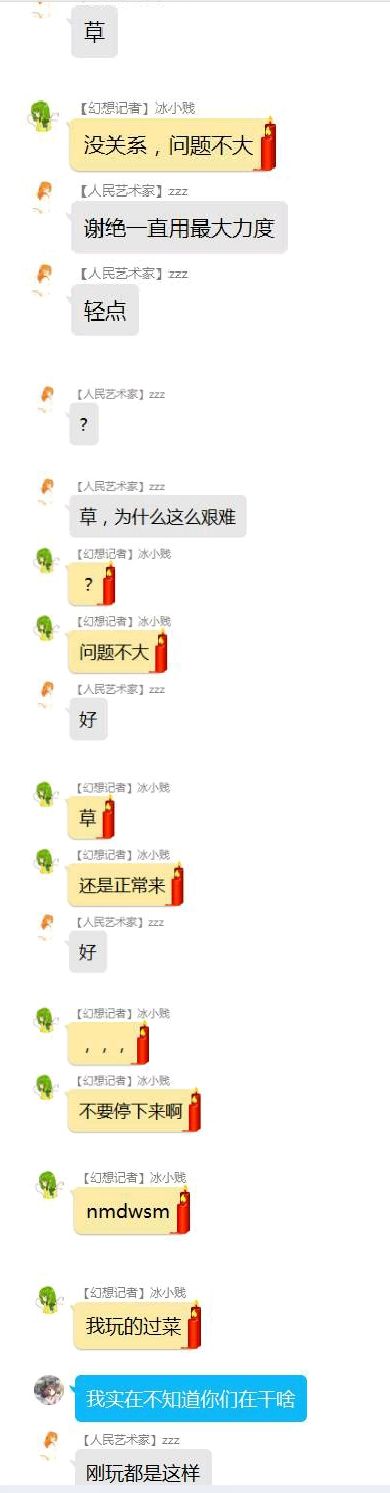 草
【幻想记者】冰小贱
没关系，问题不大
【人民艺术家】zzz
谢绝一直用最大力度
【人民艺术家】zzz
轻点
【人民艺术家】zzz
？
【人民艺术家】zzz
草，为什么这么艰难
【幻想记者】冰小贱
？
【幻想记者】冰小贱
问题不大
【人民艺术家】zzz
好
【幻想记者】冰小贱
草
【幻想记者】冰小贱
还是正常来
【人民艺术家】zzz
好
【幻想记者】冰小贱
，，，
【幻想记者】冰小贱
不要停下来啊
【幻想记者】冰小贱
nmdwsm
【幻想记者】冰小贱
我玩的过菜
我实在不知道你们在干啥
【人民艺术家】zzz
刚玩都是这样